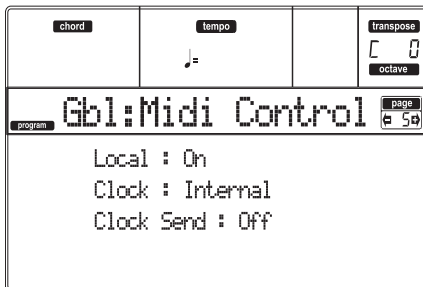 chord
tempo
transpose
♩=
C 0
octave
program
Gbl:Midi Control
page
5
Local : On
Clock : Internal
Clock Send : Off